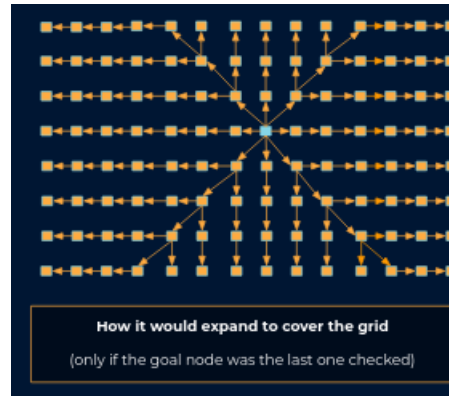 How it would expand to cover the grid
(only if the goal node was the last one checked)